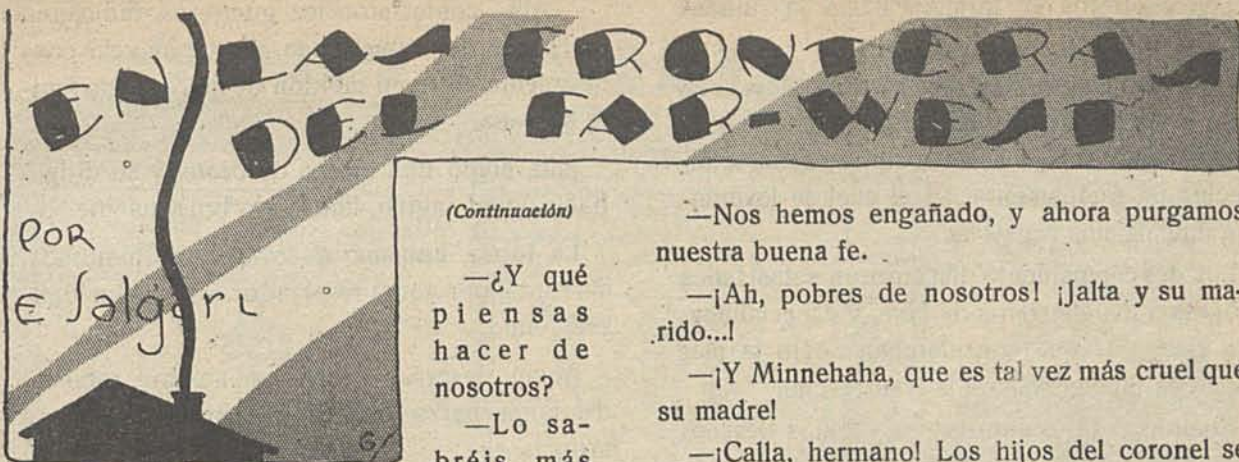 EN LAS FRONTERAS
DEL FAR-WEST
POR
E Salgari
G/
(Continuación)
—¿Y qué
piensas
hacer de
nosotros?
—Lo sa-
bréis más
—Nos hemos engañado, y ahora purgamos
nuestra buena fe.
—¡Ah, pobres de nosotros! ¡Jalta y su ma-
rido...!
—¡Y Minnehaha, que es tal vez más cruel que
su madre!
—¡Calla, hermano! Los hijos del coronel se